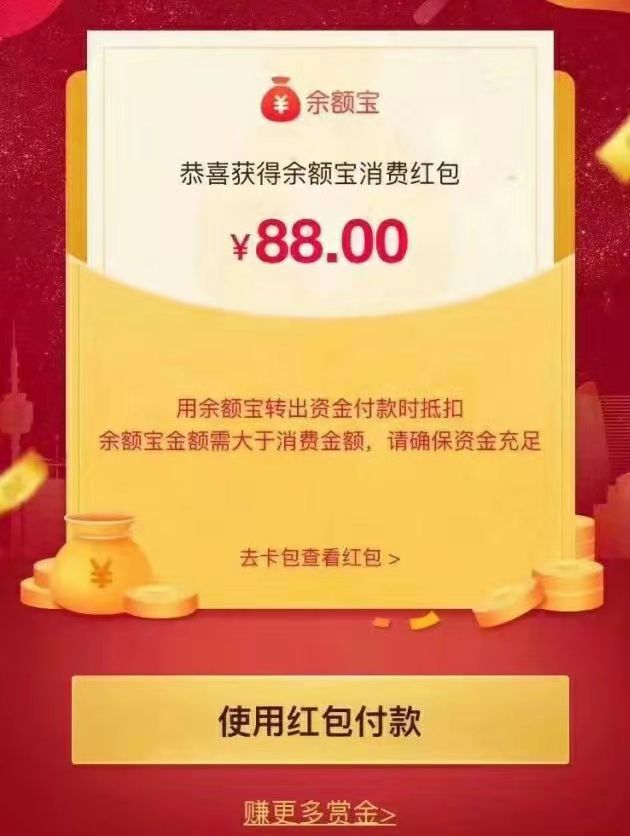 余额宝
恭喜获得余额宝消费红包
¥88.00
用余额宝转出资金付款时抵扣
余额宝金额需大于消费金额，请确保资金充足
去卡包查看红包 >
使用红包付款
赚更多赏金>